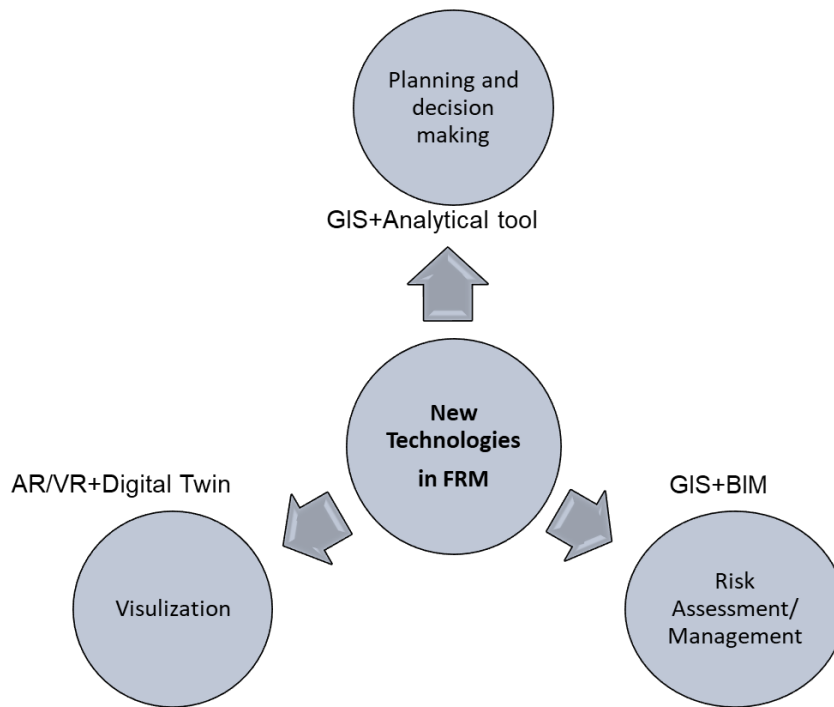 Planning and
decision
making
GIS+Analytical tool
New
Technologies
in FRM
AR/VR+Digital Twin
Visulization
GIS+BIM
Risk
Assessment/
Management